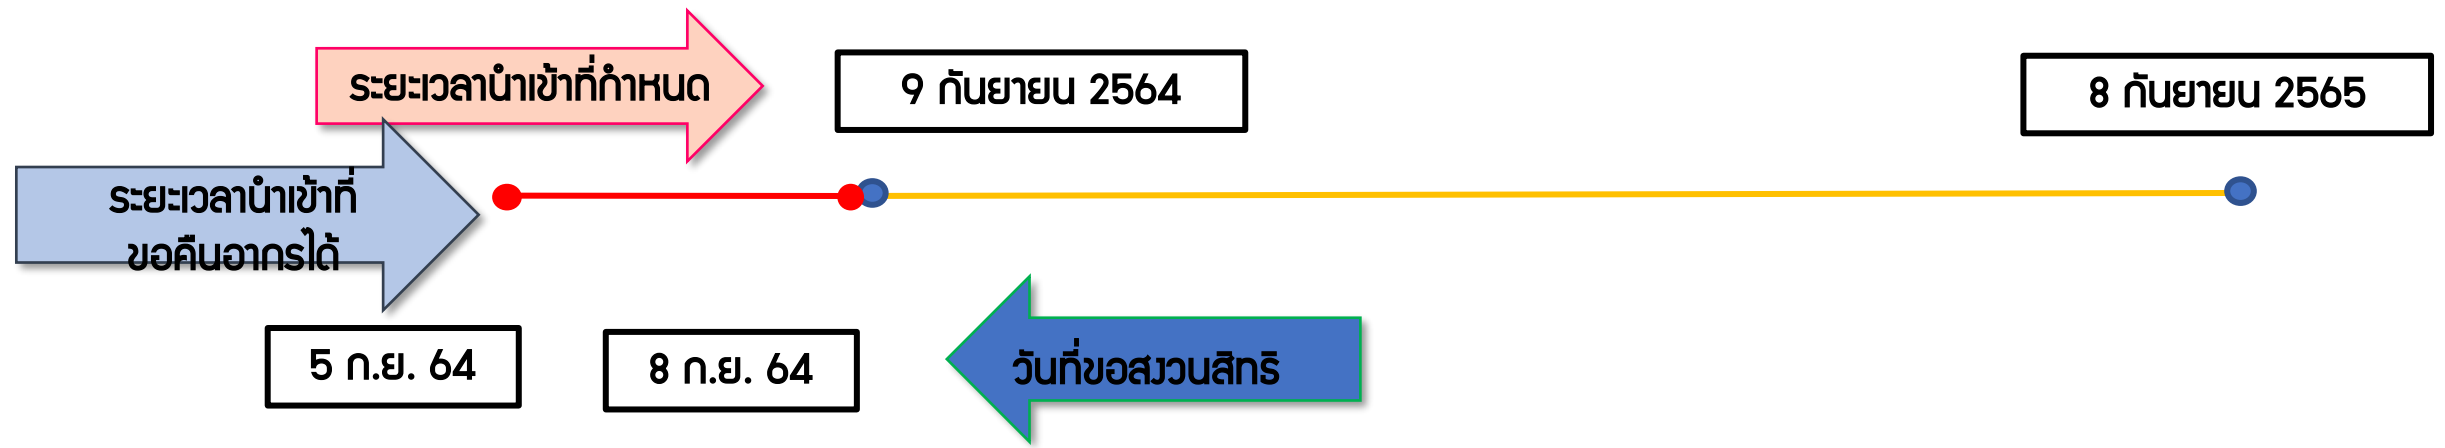 ระยะเวลานำเข้าที่กำหนด
9 กันยายน 2564
8 กันยายน 2565
ระยะเวลานำเข้าที่
ขอคืนอากรได้
5 ก.ย. 64
8 ก.ย. 64
วันที่ขอสงวนสิทธิ